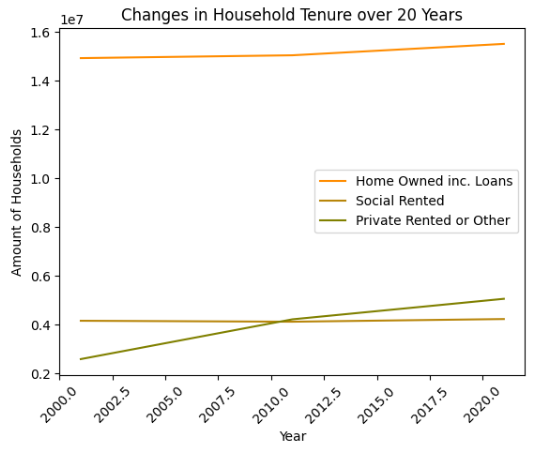 Changes in Household Tenure over 20 Years
1e7
1.6
1.4
1.2
1.0
0.8
0.6
0.4
0.2
Amount of Households
Home Owned inc. Loans
Social Rented
Private Rented or Other
2000.0
2002.5
2005.0
2007.5
2010.0
2012.5
2015.0
2017.5
2020.0
Year